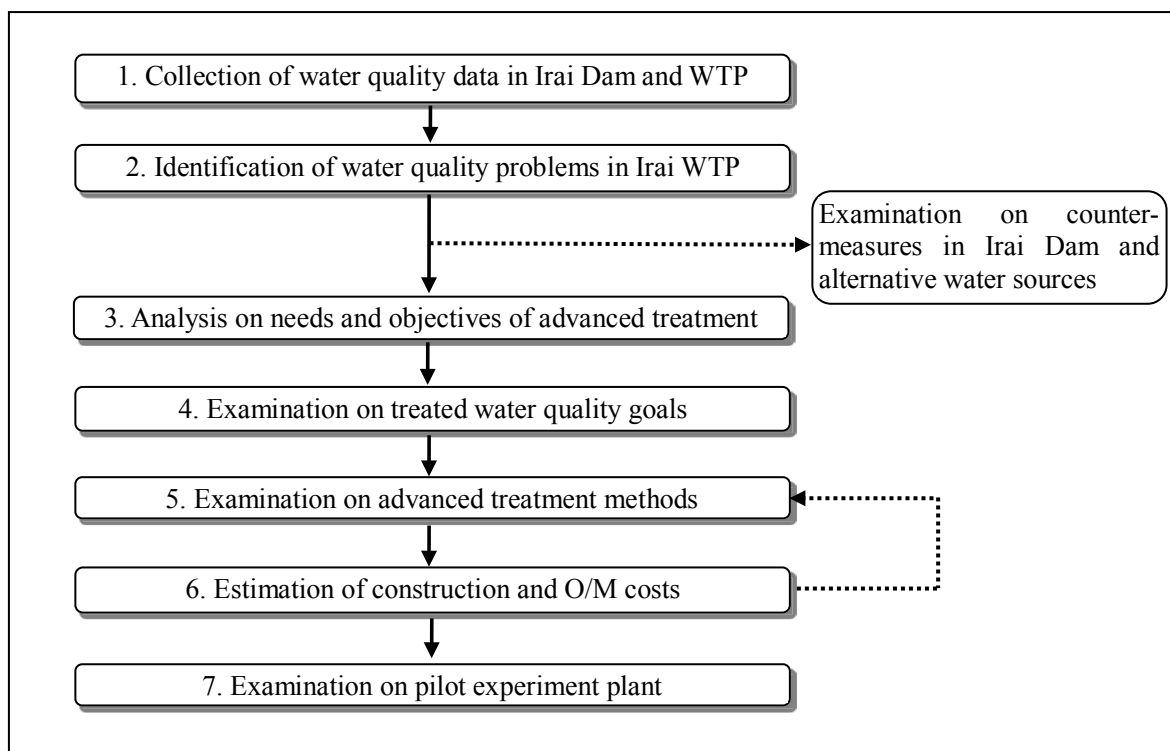 1. Collection of water quality data in Irai Dam and WTP
2. Identification of water quality problems in Irai WTP
Examination on counter-
measures in Irai Dam and
alternative water sources
3. Analysis on needs and objectives of advanced treatment
4. Examination on treated water quality goals
5. Examination on advanced treatment methods
6. Estimation of construction and O/M costs
7. Examination on pilot experiment plant